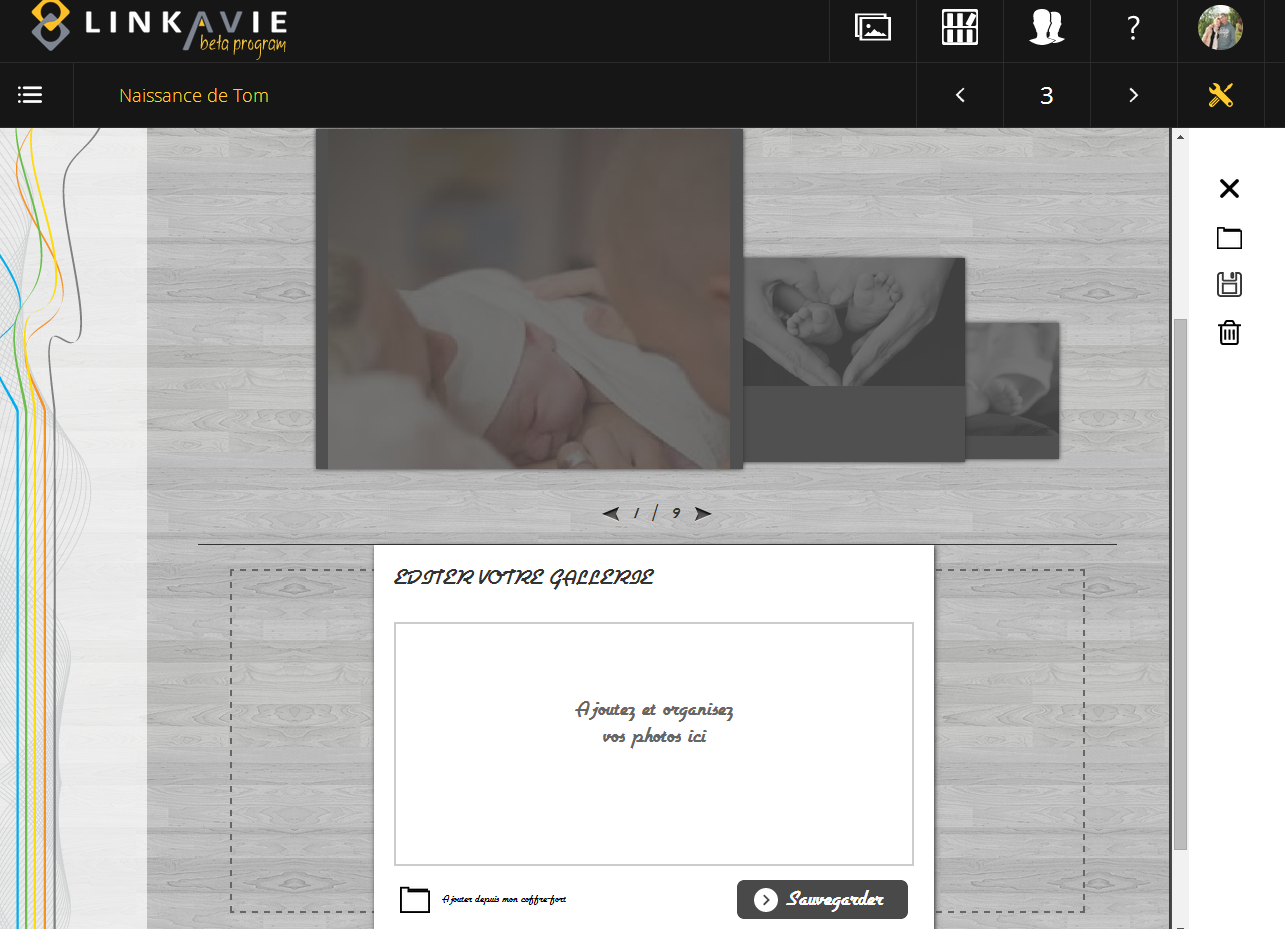 LINKAVIE
beta program
?
Naissance de Tom
3
1 / 9
EDITER VOTRE GALLERIE
Ajoutez et organisez
vos photos ici
Ajouter depuis mon coffre-fort
Sauvegarder